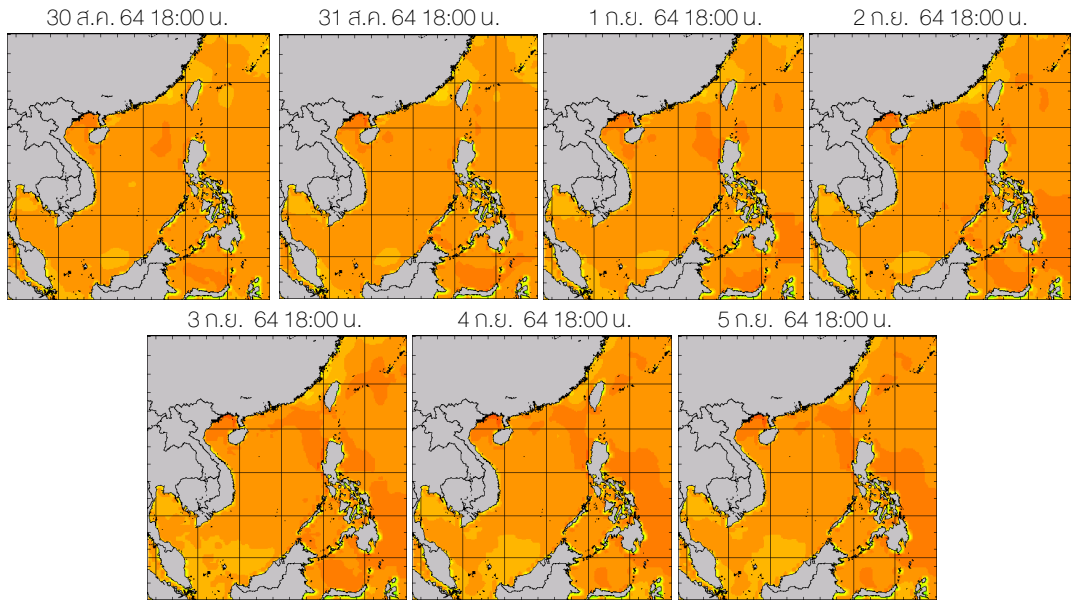 30 ส.ค. 64 18:00 น.
31 ส.ค. 64 18:00 น.
1 ก.ย. 64 18:00 น.
2 ก.ย. 64 18:00 น.
3 ก.ย. 64 18:00 น.
4 ก.ย. 64 18:00 น.
5 ก.ย. 64 18:00 น.